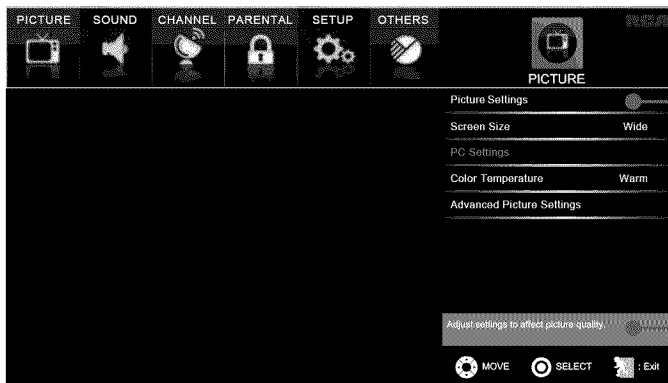 PICTURE SOUND CHANNEL PARENTAL SETUP OTHERS
PICTURE
Picture Settings
Screen Size Wide
PC Settings
Color Temperature Warm
Advanced Picture Settings
Adjust settings to affect picture quality.
MOVE SELECT : Exit